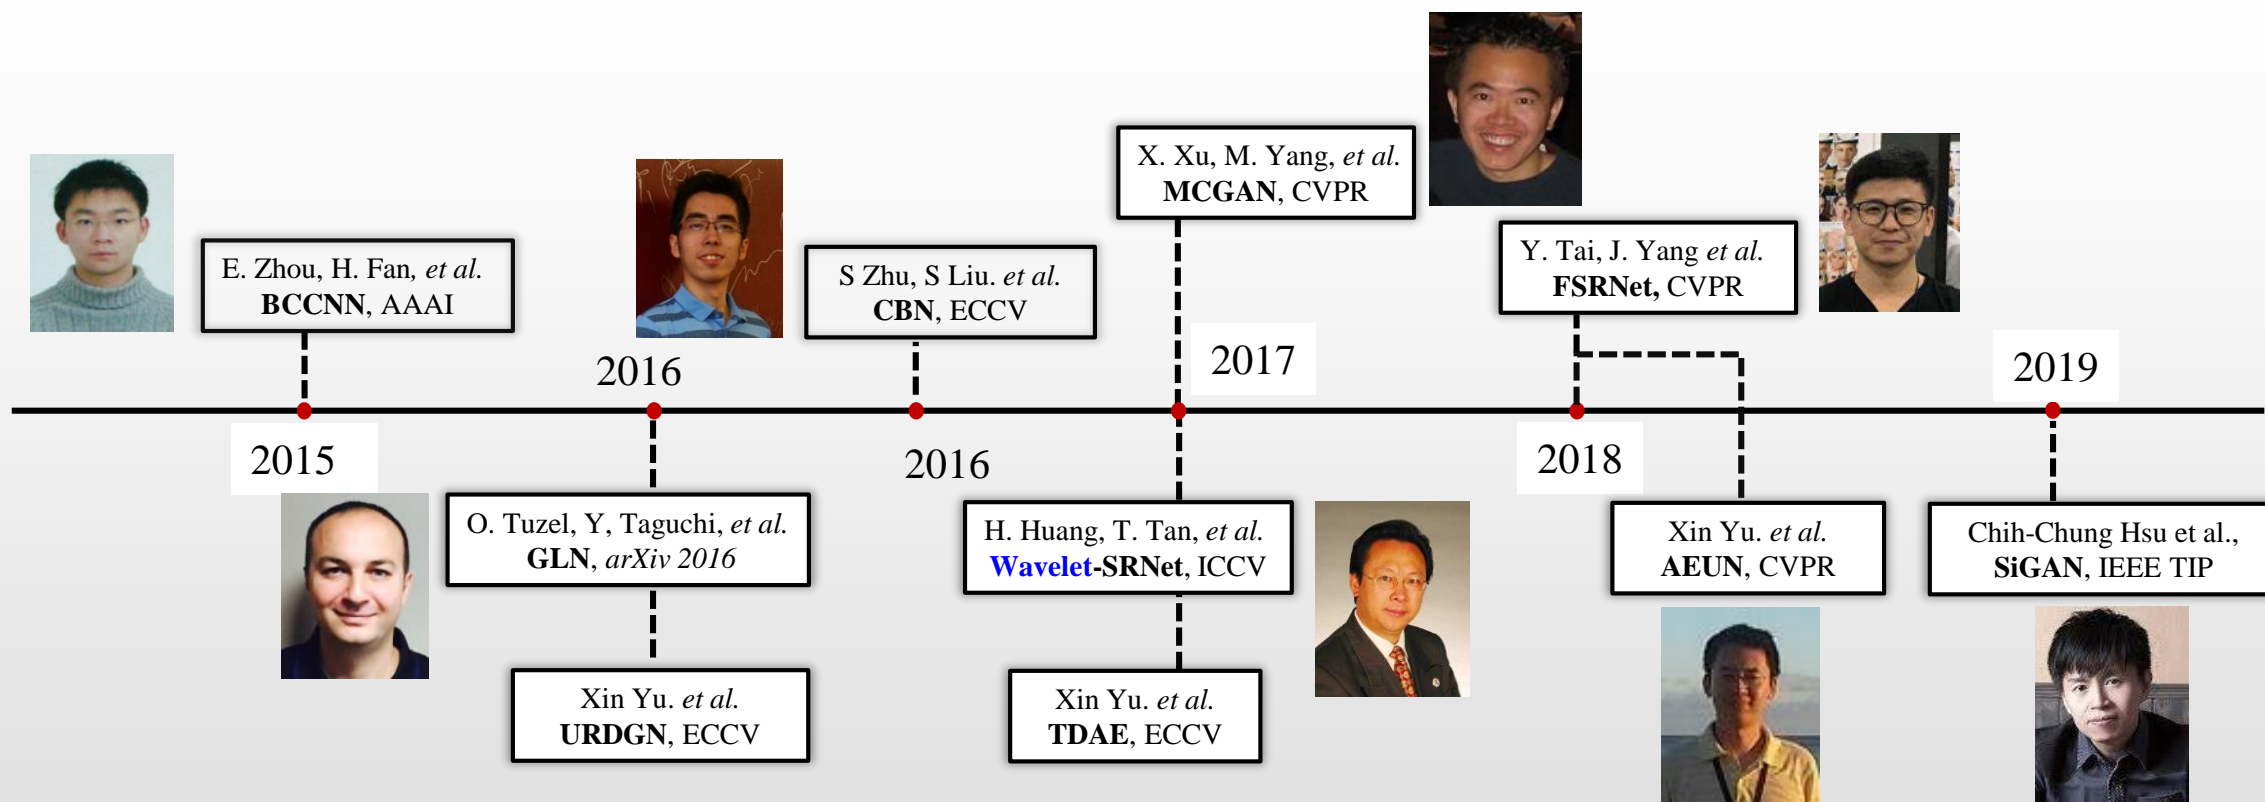 E. Zhou, H. Fan, et al.
BCCNN, AAAI
2015
2016
O. Tuzel, Y, Taguchi, et al.
GLN, arXiv 2016
Xin Yu. et al.
URDGN, ECCV
S Zhu, S Liu. et al.
CBN, ECCV
2016
X. Xu, M. Yang, et al.
MCGAN, CVPR
2017
H. Huang, T. Tan, et al.
Wavelet-SRNet, ICCV
Xin Yu. et al.
TDAE, ECCV
Y. Tai, J. Yang et al.
FSRNet, CVPR
2018
Xin Yu. et al.
AEUN, CVPR
2019
Chih-Chung Hsu et al.,
SiGAN, IEEE TIP